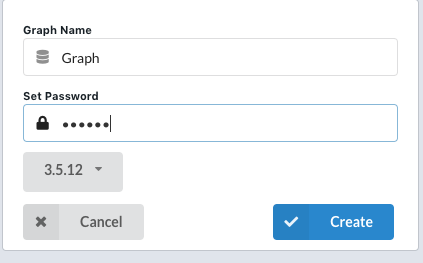 Graph Name
Graph
Set Password
••••••
3.5.12
Cancel
Create